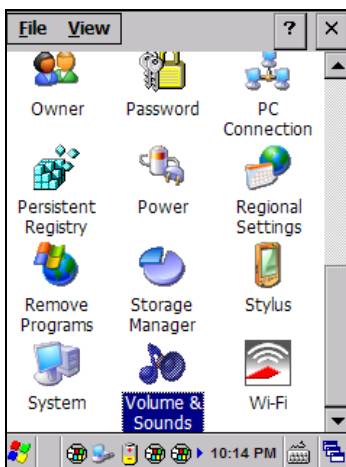 File View ? ×
Owner Password PC Connection
Persistent Registry Power Regional Settings
Remove Programs Storage Manager Stylus
System Volume & Sounds Wi-Fi
10:14 PM